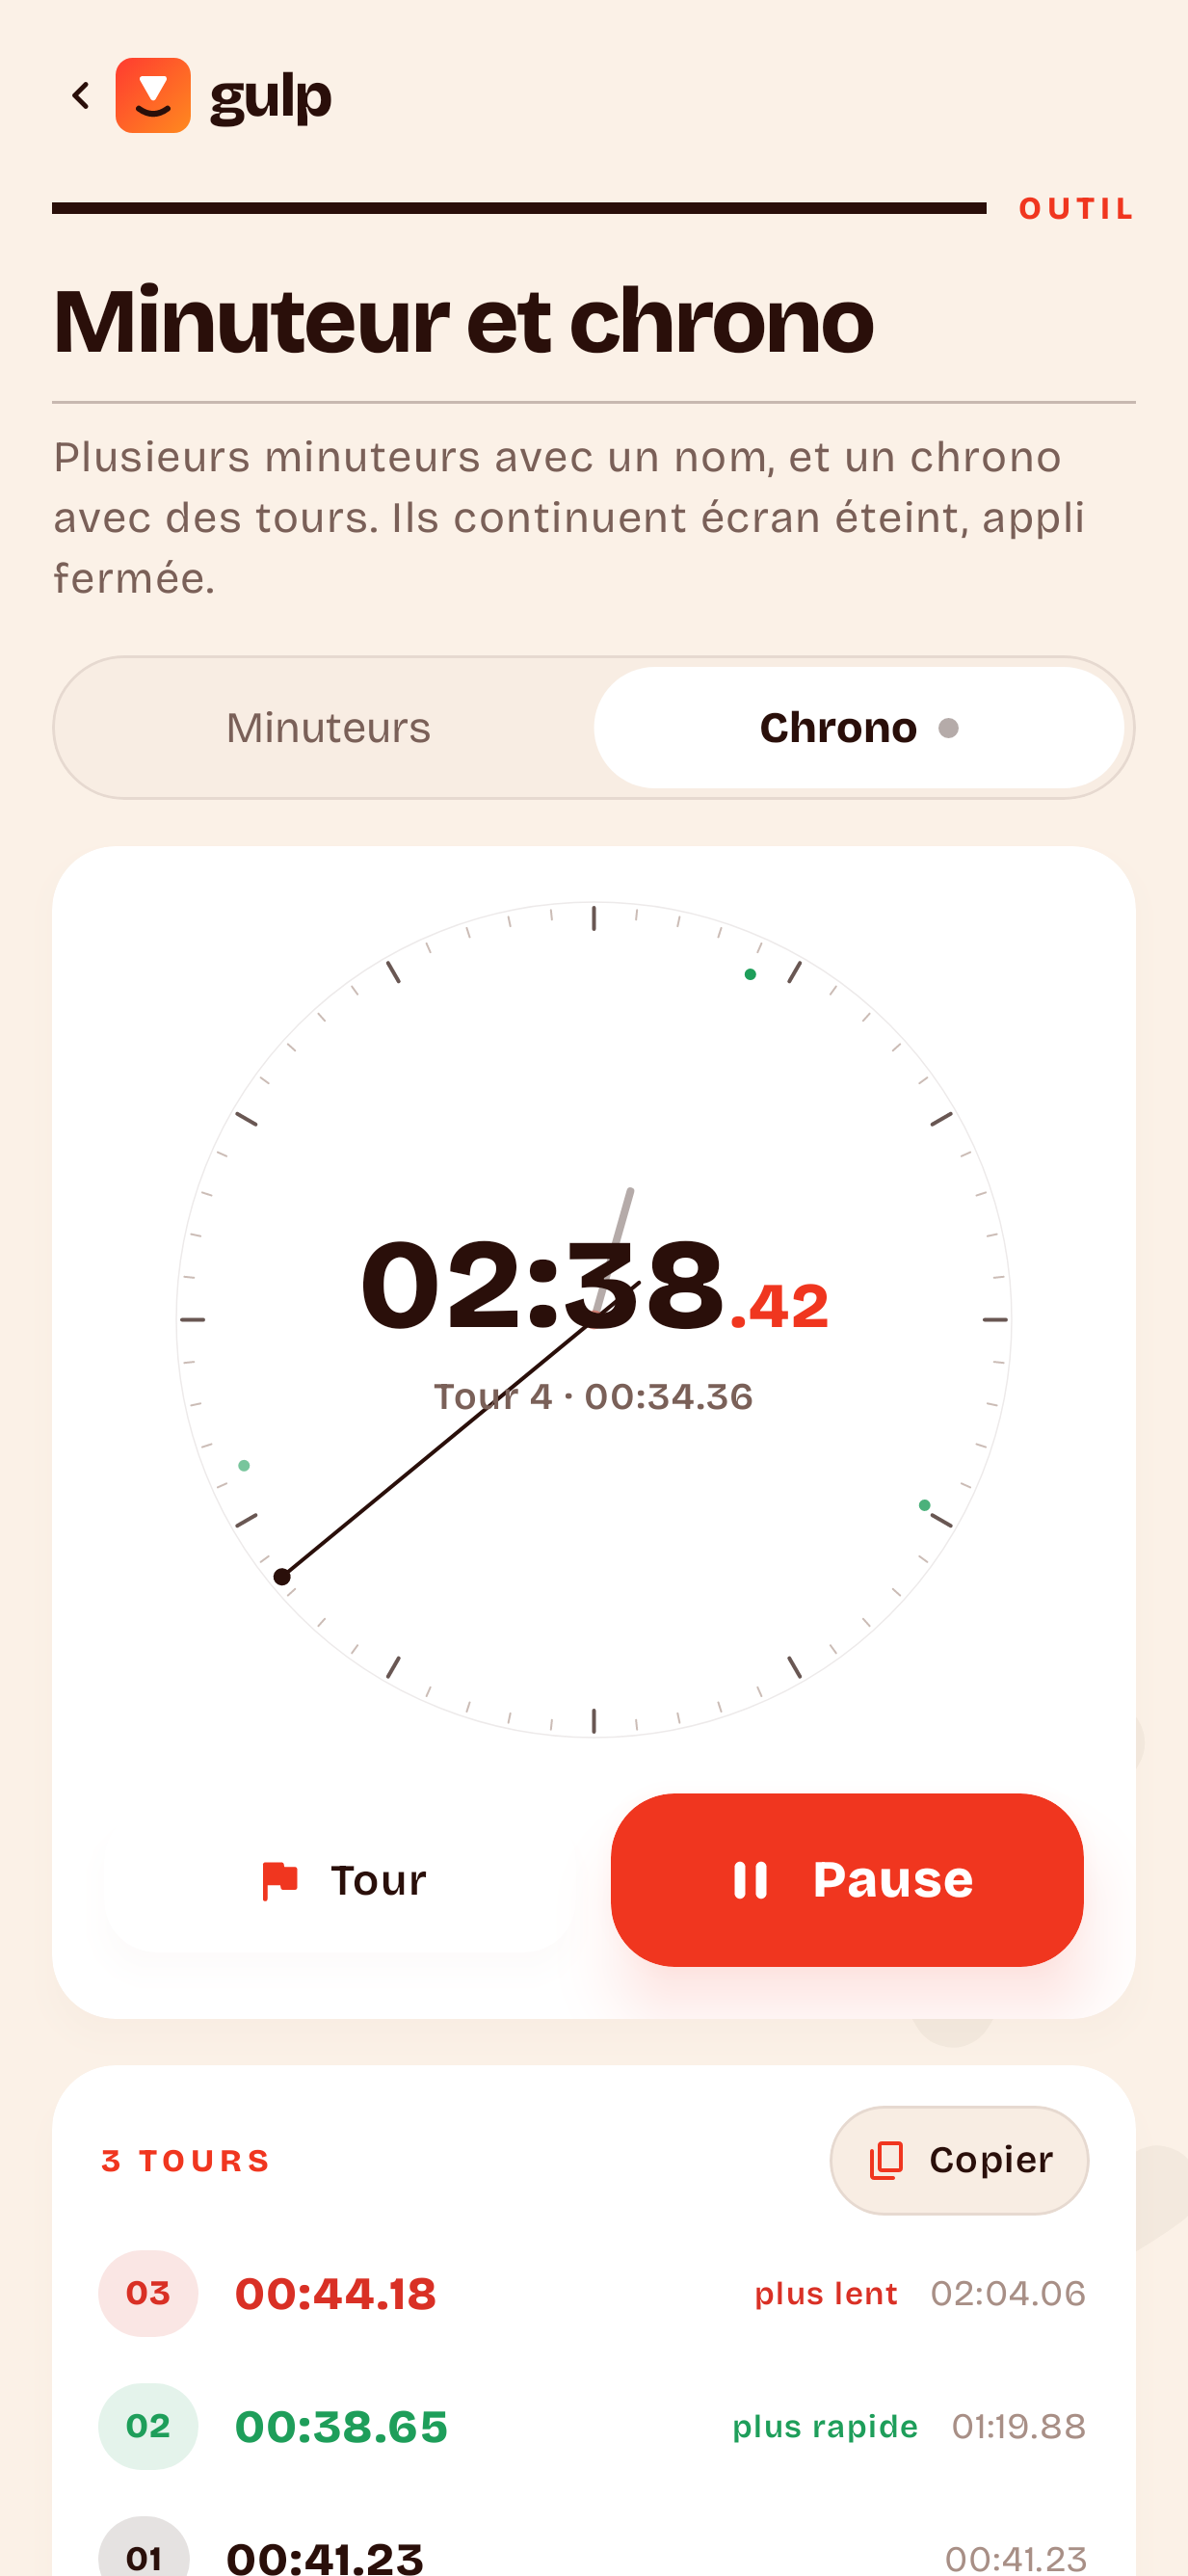 gulp
OUTIL
Minuteur et chrono
Plusieurs minuteurs avec un nom, et un chrono
avec des tours. Ils continuent écran éteint, appli
fermée.
Minuteurs
Chrono
02:38.42
Tour 4 · 00:34.36
Tour
Pause
3 TOURS
Copier
03 00:44.18 plus lent 02:04.06
02 00:38.65 plus rapide 01:19.88
01 00:41.23 00:41.23